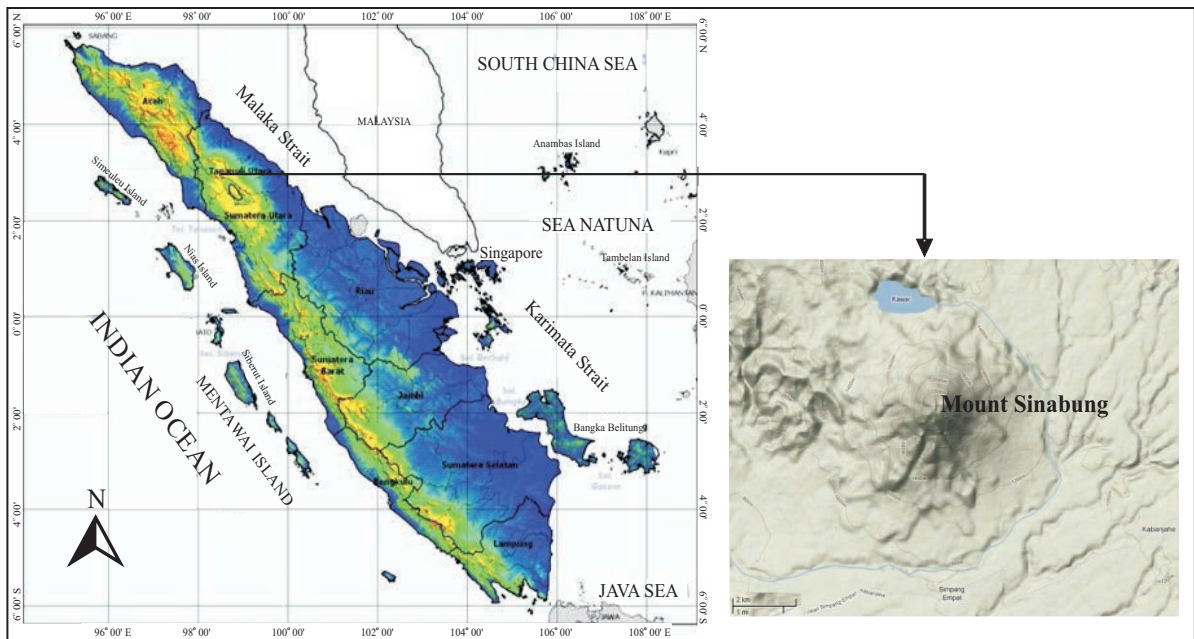 96° 00' E
98° 00' E
100° 00' E
102° 00' E
104° 00' E
106° 00' E
108° 00' E
6° 00' N
4° 00'
2° 00'
0° 00'
2° 00'
4° 00'
6° 00' S
6° 00' N
4° 00'
2° 00'
0° 00'
2° 00'
4° 00'
6° 00' S
SABANG
SOUTH CHINA SEA
Aceh
Malaka Strait
MALAYSIA
Anambas Island
Kepri
Simeuleu Island
Tapanuli Utara
Sumatera Utara
SEA NATUNA
Nias Island
Singapore
Tambelan Island
KALIMANTAN
Riau
Karimata Strait
INDIAN OCEAN
Siberut Island
Sumatera
Barat
MENTAWAI ISLAND
Jambi
Bangka Belitung
Sumatera Selatan
Bengkulu
N
Lampung
JAVA SEA
JAWA
96° 00' E
98° 00' E
100° 00' E
102° 00' E
104° 00' E
106° 00' E
108° 00' E
Kawar
Mount Sinabung
Kabanjahe
Simpang
Empat
2 km
1 m